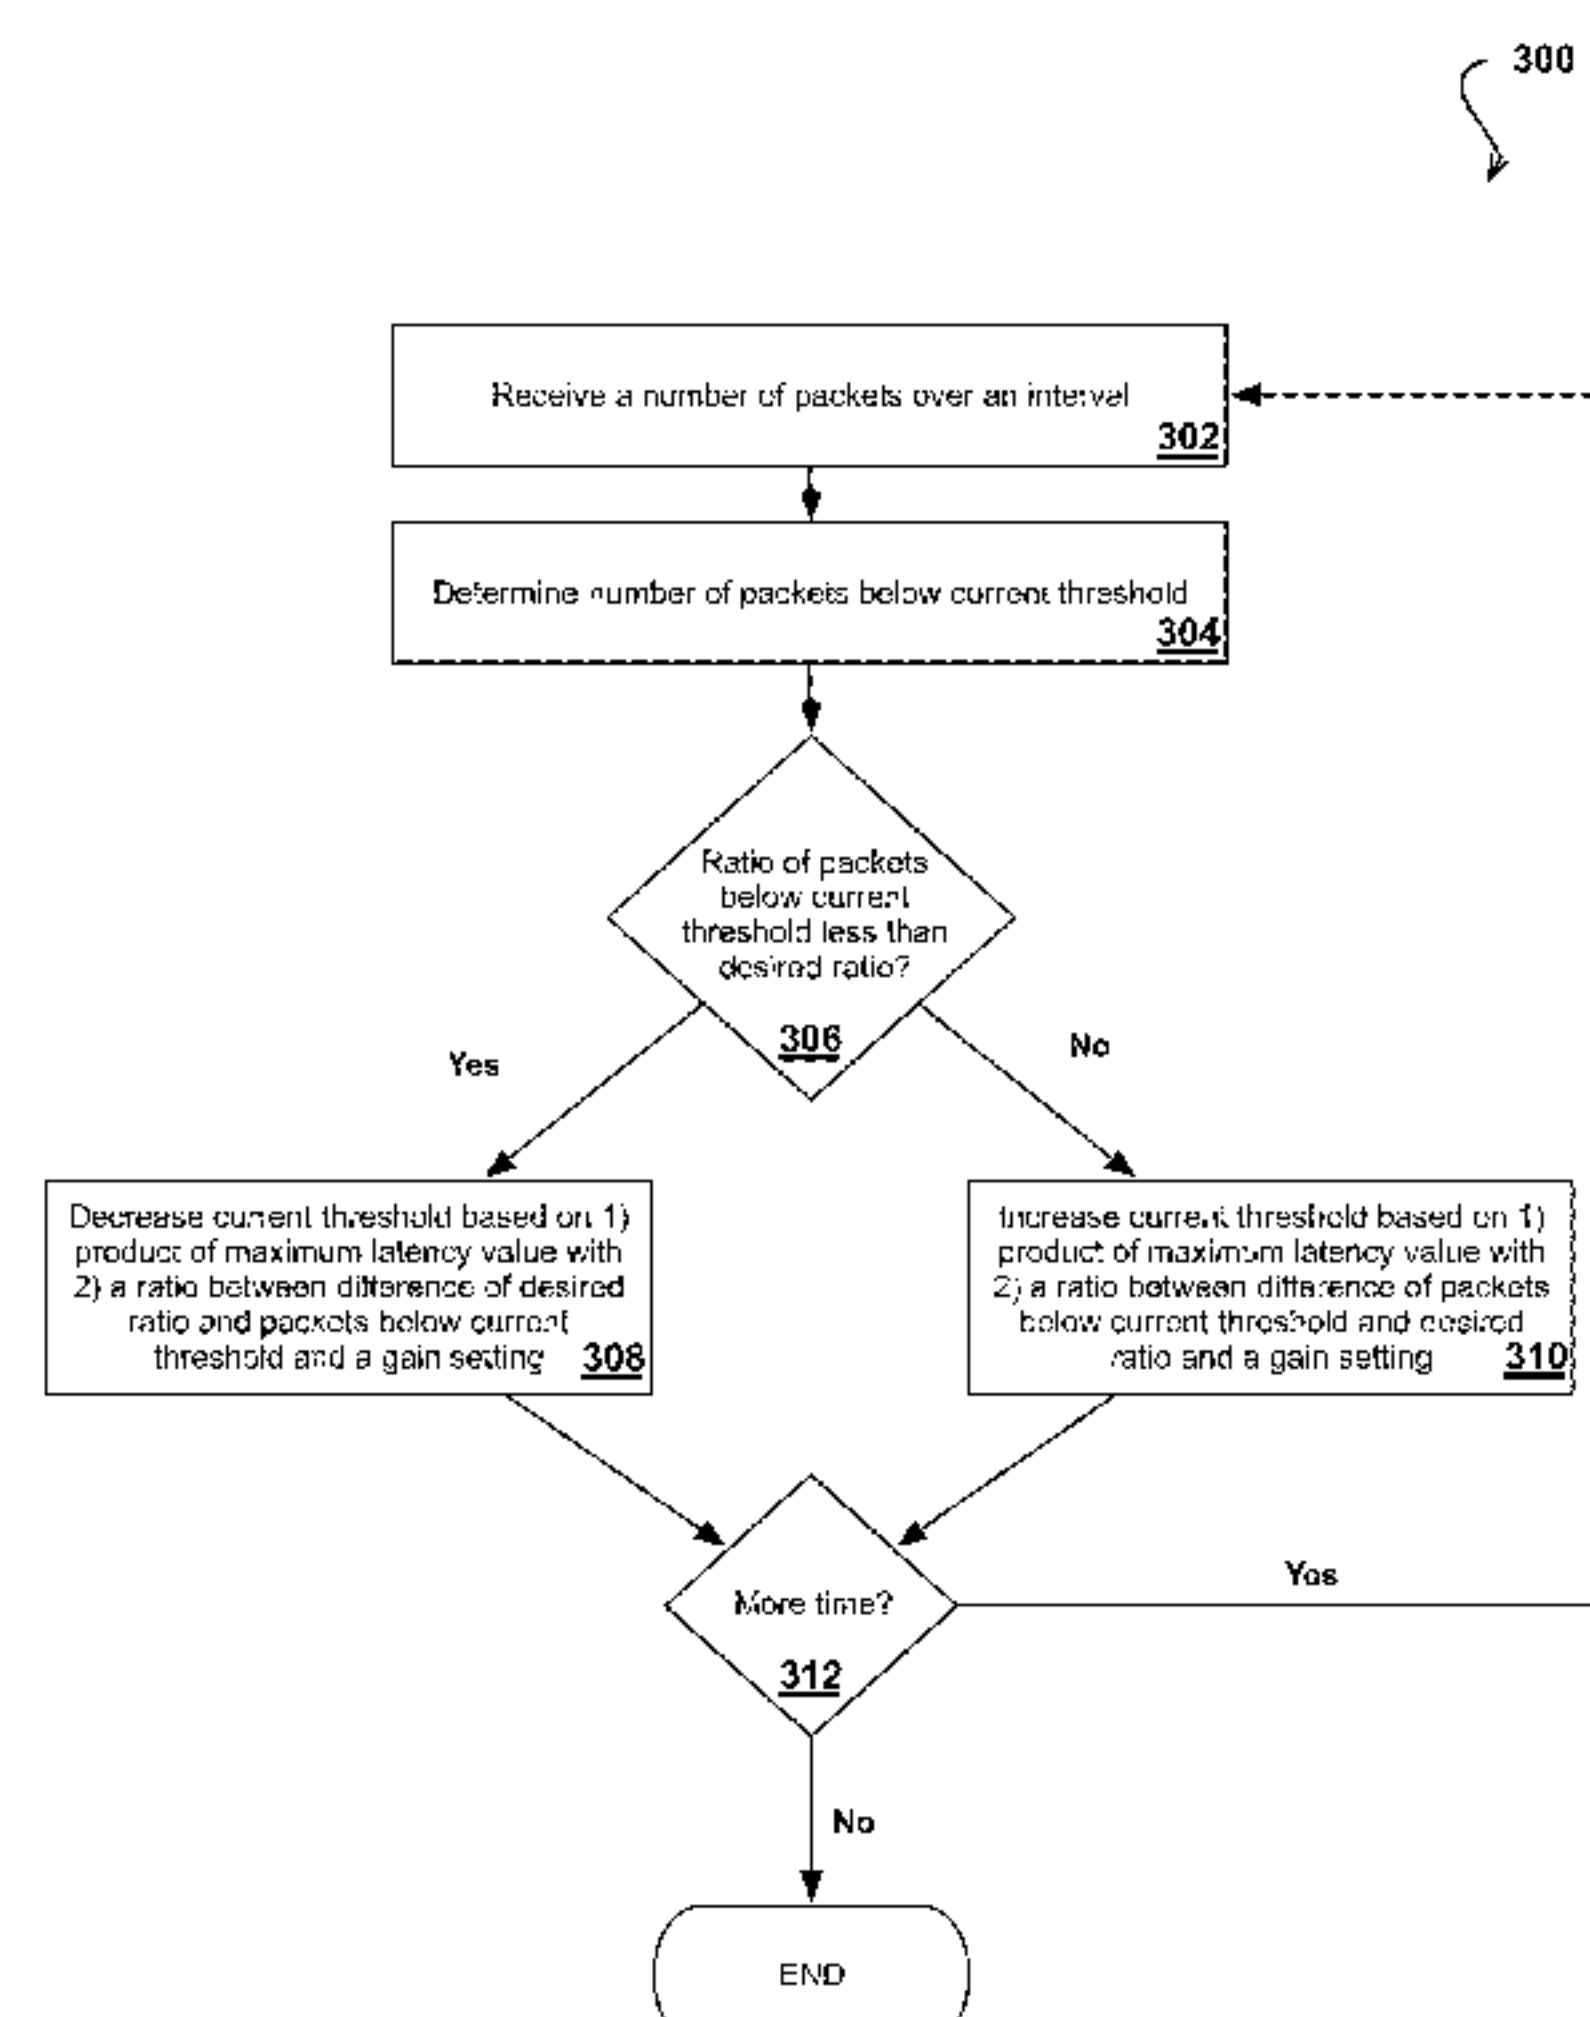 300
Receive a number of packets over an interval
302
Determine number of packets below current threshold
304
Ratio of packets
below current
threshold less than
desired ratio?
306
Yes
No
Decrease current threshold based on 1)
product of maximum latency value with
2) a ratio between difference of desired
ratio and packets below current
threshold and a gain setting 308
Increase current threshold based on 1)
product of maximum latency value with
2) a ratio between difference of packets
below current threshold and desired
ratio and a gain setting 310
More time?
312
Yes
No
END